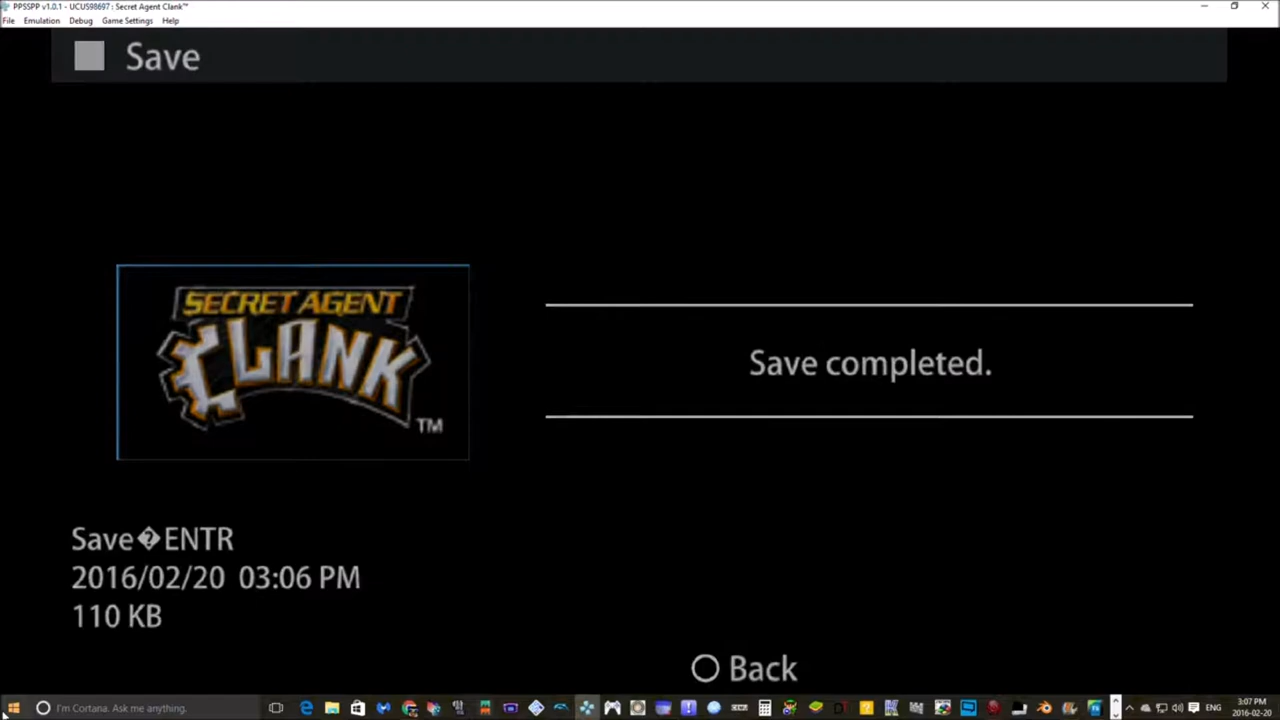 PPSSPP v1.0.1 - UCUS98697 : Secret Agent Clank™
File Emulation Debug Game Settings Help
Save
SECRET AGENT
CLANK
TM
Save completed.
Save�ENTR
2016/02/20 03:06 PM
110 KB
Back
I'm Cortana. Ask me anything.
ENG
3:07 PM
2016-02-20